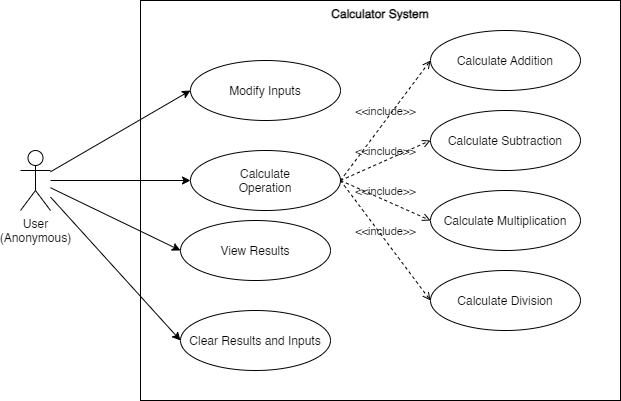 Calculator System
Modify Inputs
Calculate
Operation
View Results
Clear Results and Inputs
User
(Anonymous)
<<include>>
<<include>>
<<include>>
<<include>>
Calculate Addition
Calculate Subtraction
Calculate Multiplication
Calculate Division